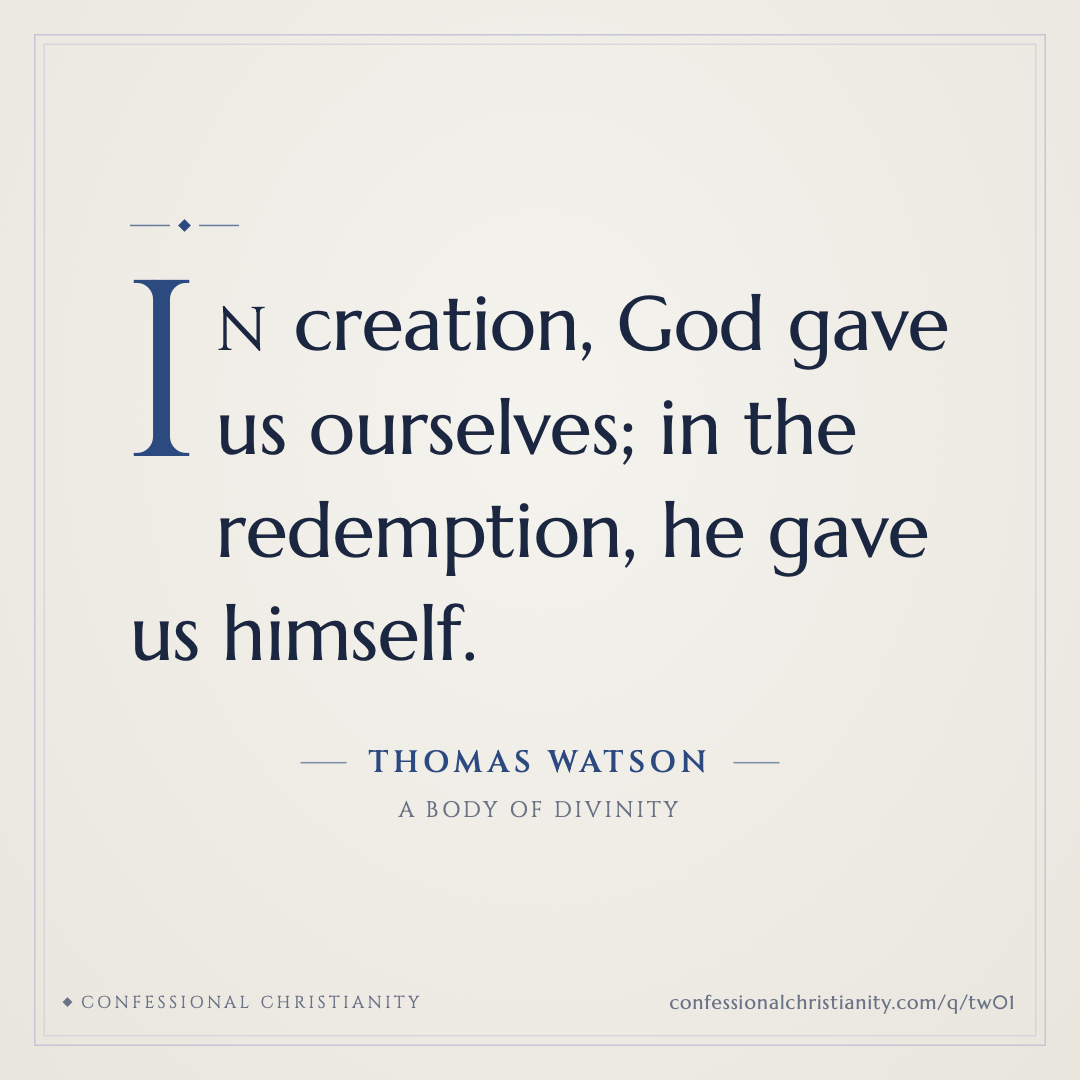 IN creation, God gave
us ourselves; in the
redemption, he gave
us himself.
THOMAS WATSON
A BODY OF DIVINITY
CONFESSIONAL CHRISTIANITY
confessionalchristianity.com/q/tw01